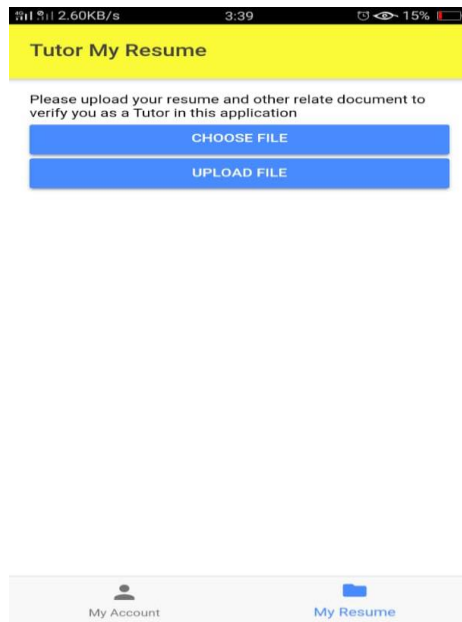 2.60KB/s 3:39 15%
Tutor My Resume
Please upload your resume and other relate document to
verify you as a Tutor in this application
CHOOSE FILE
UPLOAD FILE
My Account My Resume